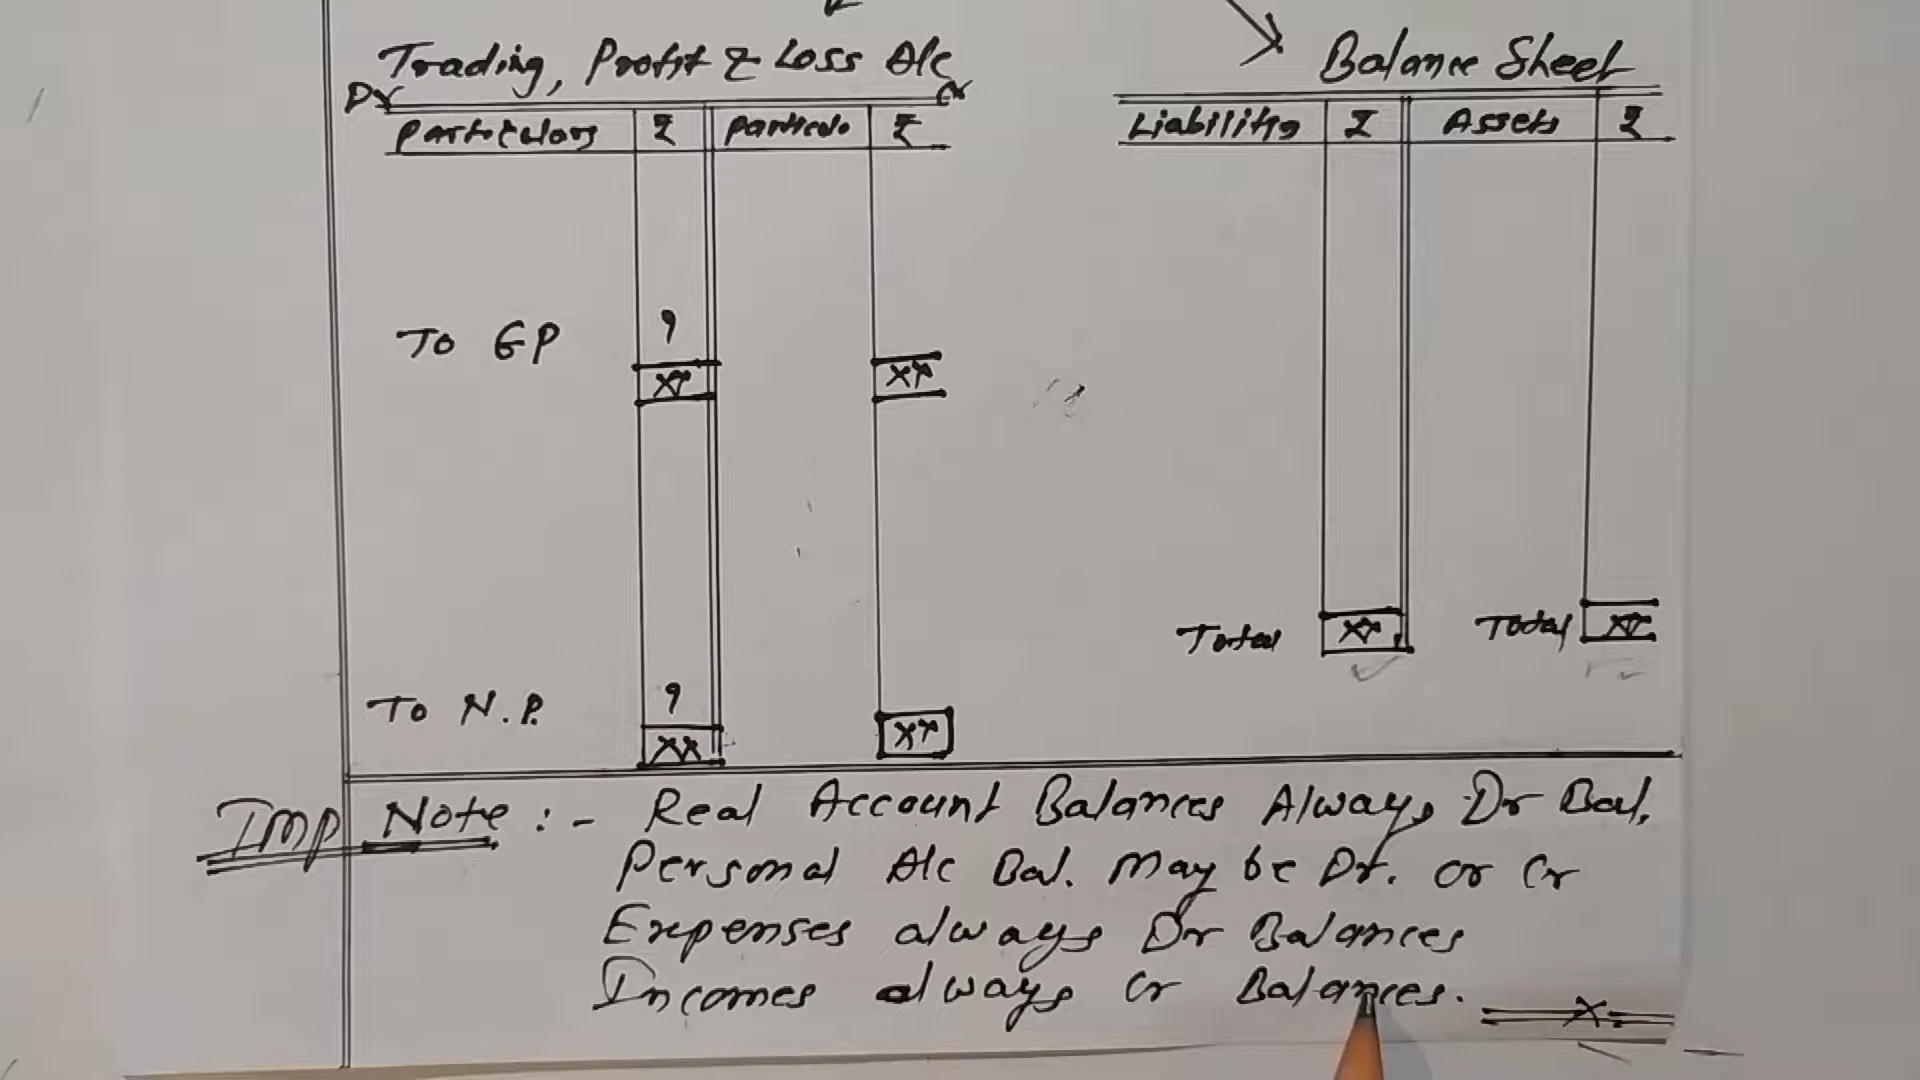 Trading, Profit & Loss A/c
Dr Cr
Particulars ₹ Particulo ₹
To GP ?
XX XX
To N.P. ?
XX XX
Balance Sheet
Liabilities ₹ Assets ₹
Total XX Total XX
Imp Note :- Real Account Balances Always Dr Bal.
Personal A/c Bal. May be Dr. or Cr
Expenses always Dr Balances
Incomes always Cr Balances.